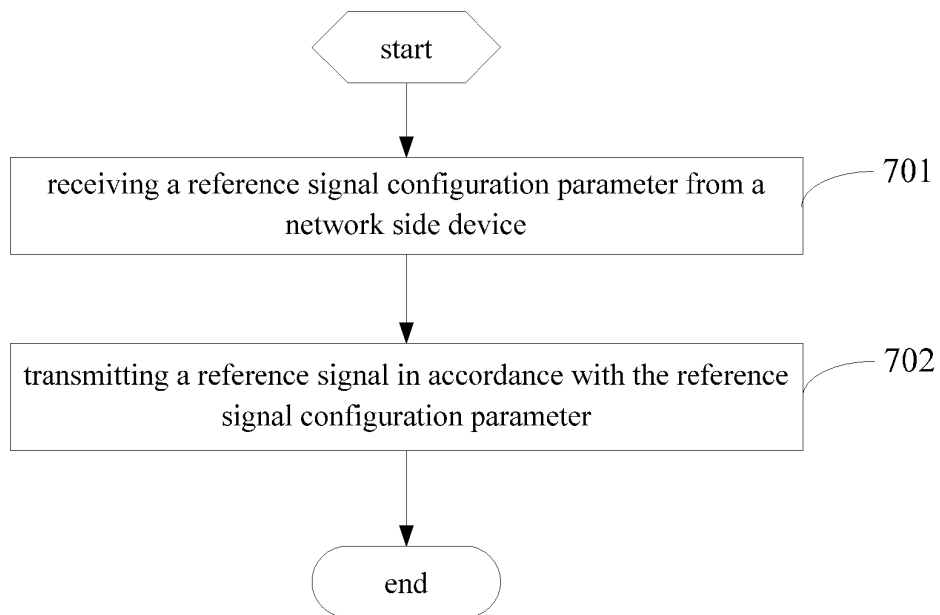 start
receiving a reference signal configuration parameter from a
network side device
701
transmitting a reference signal in accordance with the reference
signal configuration parameter
702
end